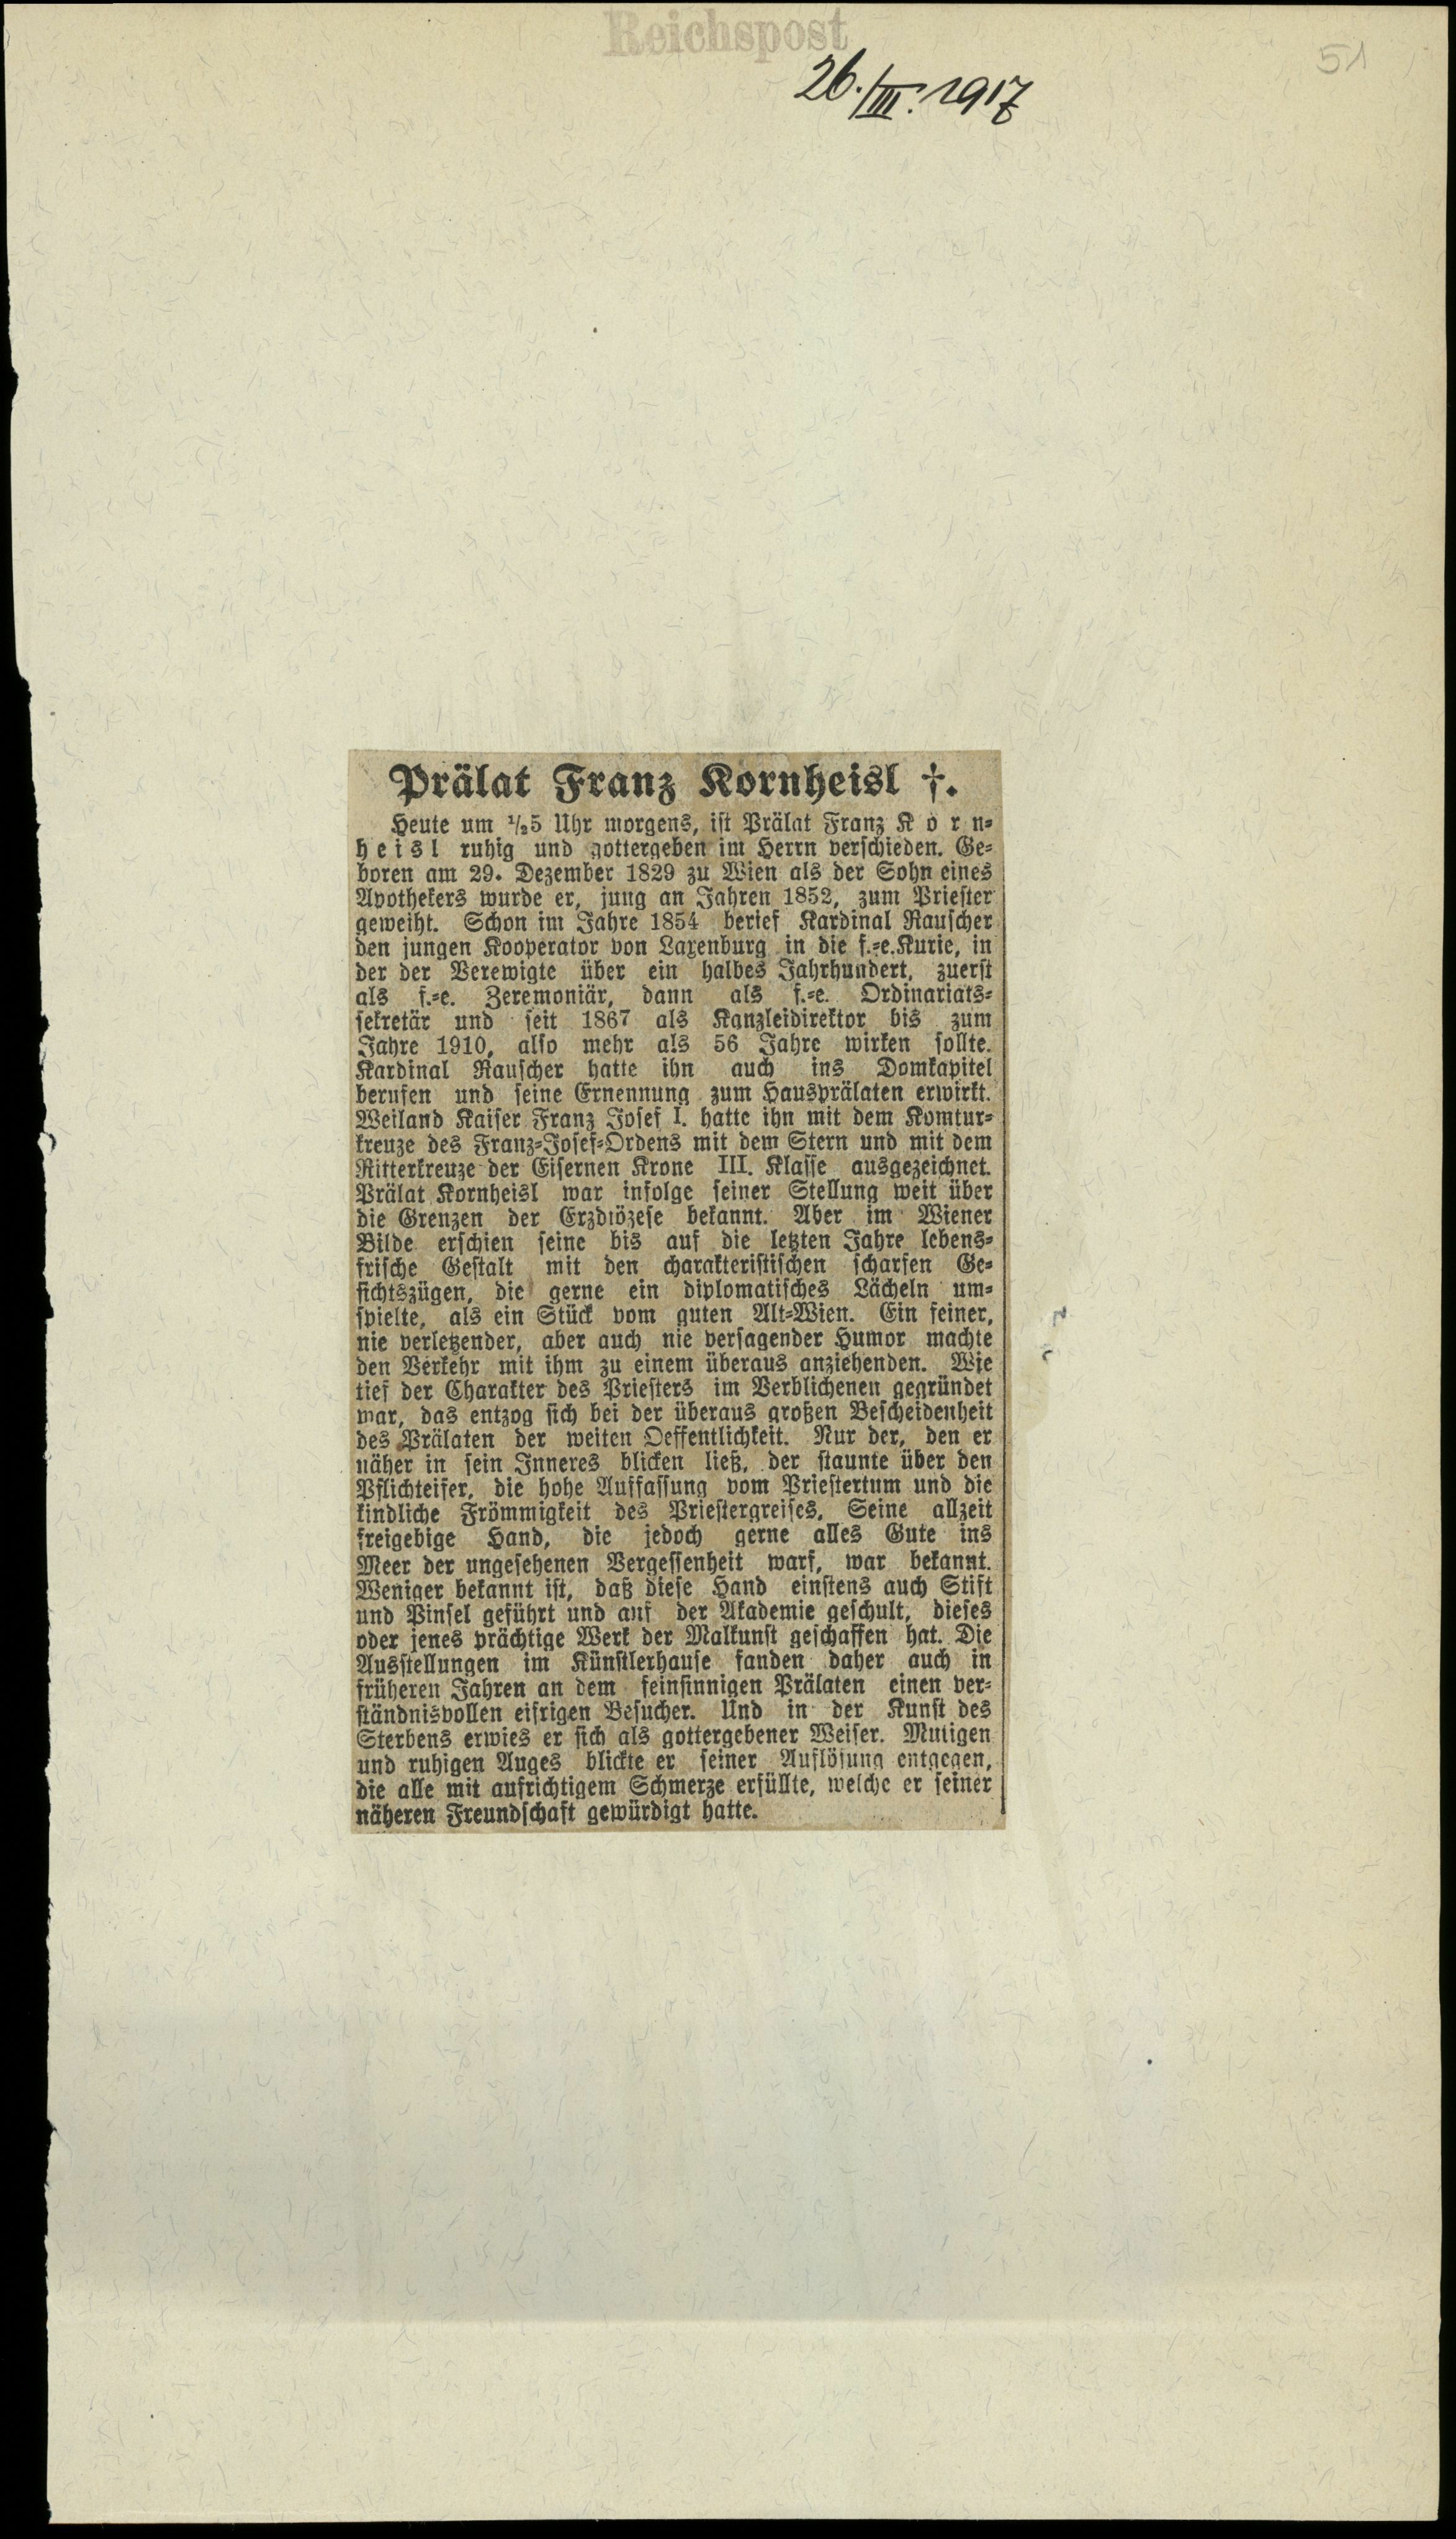 Reichspost
51
26./III. 1917
Prälat Franz Kornheisl †.
Heute um ½5 Uhr morgens, ist Prälat Franz Korn-
heisl ruhig und gottergeben im Herrn verschieden. Ge-
boren am 29. Dezember 1829 zu Wien als der Sohn eines
Apothekers wurde er, jung an Jahren 1852, zum Priester
geweiht. Schon im Jahre 1854 berief Kardinal Rauscher
den jungen Kooperator von Laxenburg in die f.-e. Kurie, in
der der Verewigte über ein halbes Jahrhundert, zuerst
als f.-e. Zeremoniär, dann als f.-e. Ordinariats-
sekretär und seit 1867 als Kanzleidirektor bis zum
Jahre 1910, also mehr als 56 Jahre wirken sollte.
Kardinal Rauscher hatte ihn auch ins Domkapitel
berufen und seine Ernennung zum Hausprälaten erwirkt.
Weiland Kaiser Franz Josef I. hatte ihn mit dem Komtur-
kreuze des Franz-Josef-Ordens mit dem Stern und mit dem
Ritterkreuze der Eisernen Krone III. Klasse ausgezeichnet.
Prälat Kornheisl war infolge seiner Stellung weit über
die Grenzen der Erzdiözese bekannt. Aber im Wiener
Bilde erschien seine bis auf die letzten Jahre lebens-
frische Gestalt mit den charakteristischen scharfen Ge-
sichtszügen, die gerne ein diplomatisches Lächeln um-
spielte, als ein Stück vom guten Alt-Wien. Ein feiner,
nie verletzender, aber auch nie versagender Humor machte
den Verkehr mit ihm zu einem überaus anziehenden. Wie
tief der Charakter des Priesters im Verblichenen gegründet
war, das entzog sich bei der überaus großen Bescheidenheit
des Prälaten der weiten Oeffentlichkeit. Nur der, den er
näher in sein Inneres blicken ließ, der staunte über den
Pflichteifer, die hohe Auffassung vom Priestertum und die
kindliche Frömmigkeit des Priestergreises. Seine allzeit
freigebige Hand, die jedoch gerne alles Gute ins
Meer der ungesehenen Vergessenheit warf, war bekannt.
Weniger bekannt ist, daß diese Hand einstens auch Stift
und Pinsel geführt und auf der Akademie geschult, dieses
oder jenes prächtige Werk der Malkunst geschaffen hat. Die
Ausstellungen im Künstlerhause fanden daher auch in
früheren Jahren an dem feinsinnigen Prälaten einen ver-
ständnisvollen eifrigen Besucher. Und in der Kunst des
Sterbens erwies er sich als gottergebener Weiser. Mutigen
und ruhigen Auges blickte er seiner Auflösung entgegen,
die alle mit aufrichtigem Schmerze erfüllte, welche er seiner
näheren Freundschaft gewürdigt hatte.